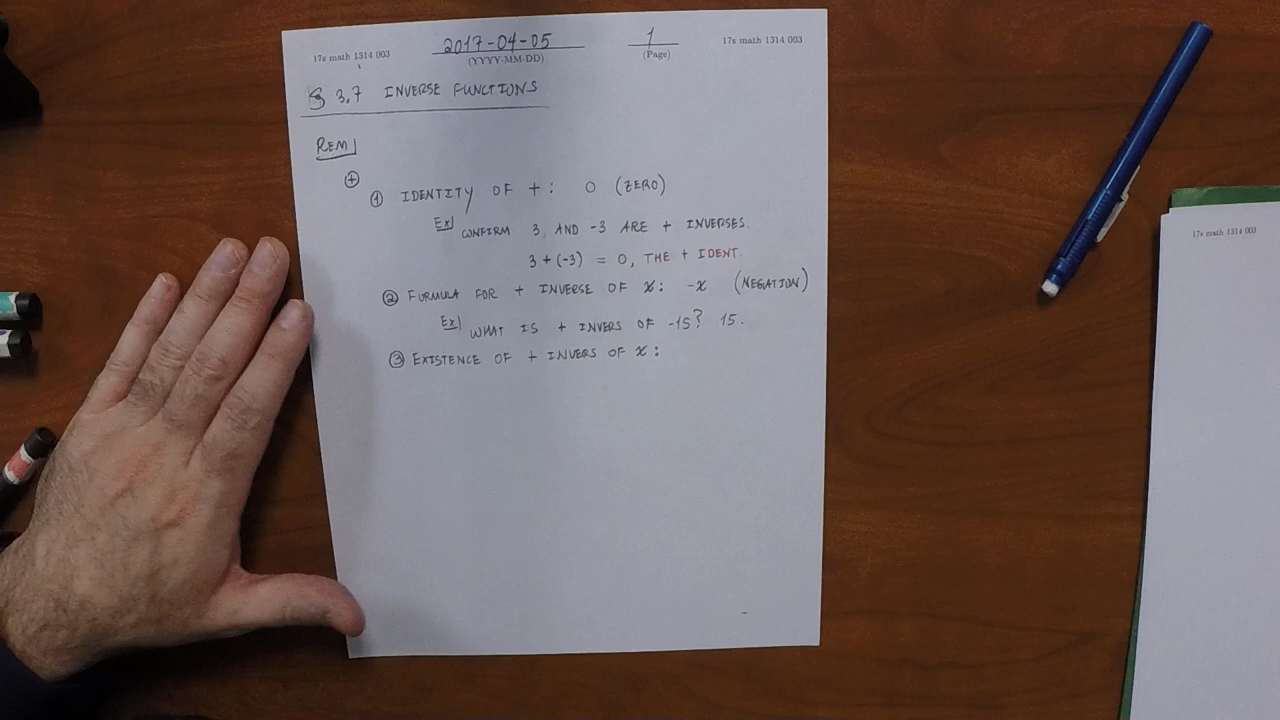 17s math 1314 003 2017-04-05 1 17s math 1314 003
(YYYY-MM-DD) (Page)
§ 3.7 INVERSE FUNCTIONS
REM
+
① IDENTITY OF + : 0 (ZERO)
EX CONFIRM 3 AND -3 ARE + INVERSES.
3 + (-3) = 0, THE + IDENT.
② FORMULA FOR + INVERSE OF x: -x (NEGATION)
EX WHAT IS + INVERS OF -15? 15.
③ EXISTENCE OF + INVERS OF x:
17s math 1314 003